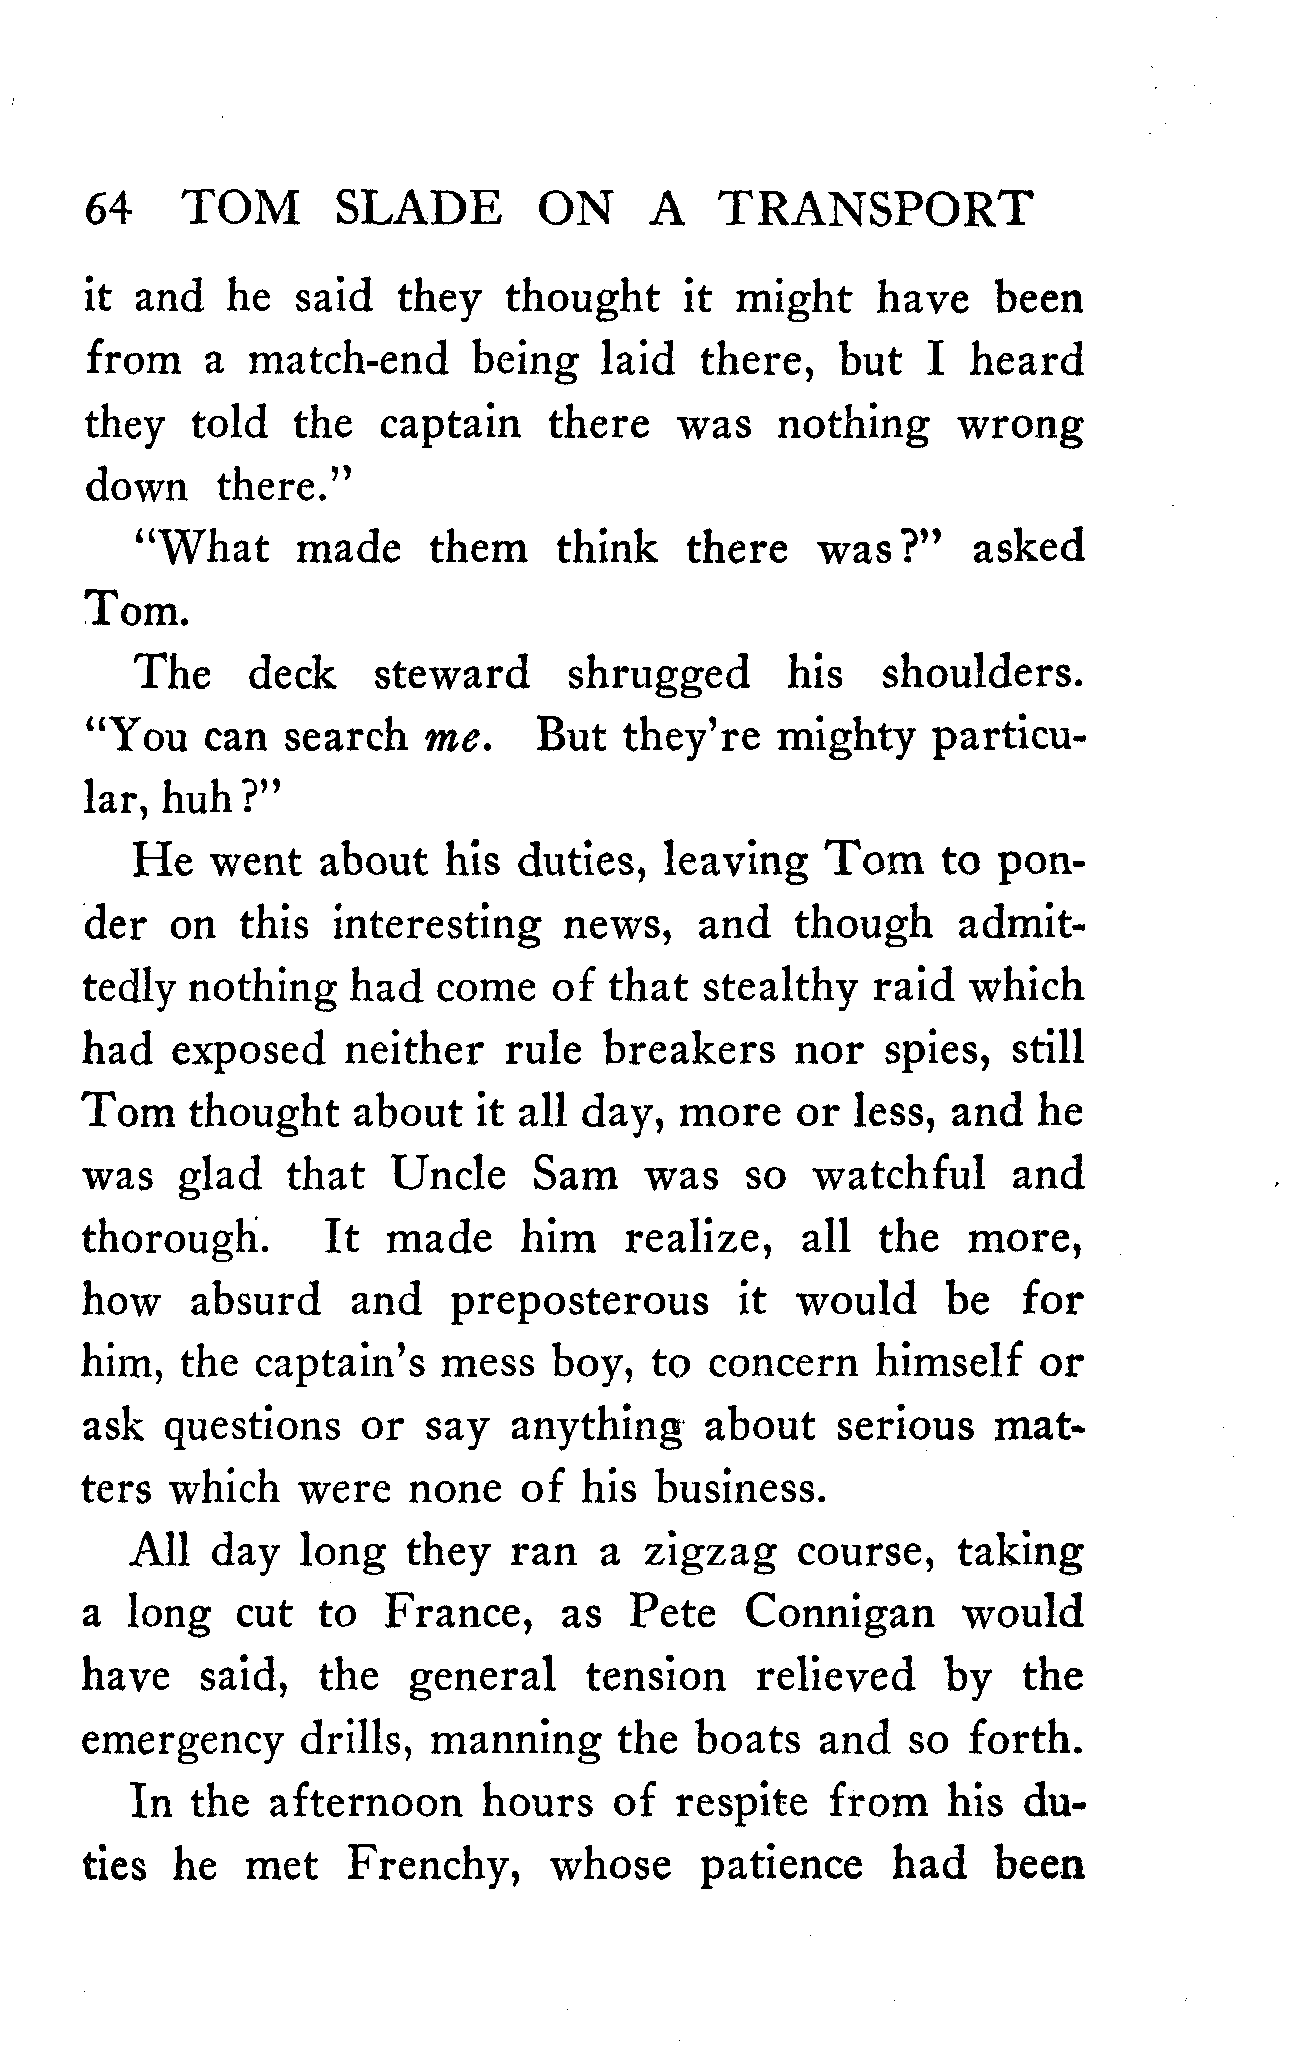 64 TOM SLADE ON A TRANSPORT
it and he said they thought it might have been
from a match-end being laid there, but I heard
they told the captain there was nothing wrong
down there."
"What made them think there was?" asked
Tom.
The deck steward shrugged his shoulders.
"You can search me. But they're mighty particu-
lar, huh?"
He went about his duties, leaving Tom to pon-
der on this interesting news, and though admit-
tedly nothing had come of that stealthy raid which
had exposed neither rule breakers nor spies, still
Tom thought about it all day, more or less, and he
was glad that Uncle Sam was so watchful and
thorough. It made him realize, all the more,
how absurd and preposterous it would be for
him, the captain's mess boy, to concern himself or
ask questions or say anything about serious mat-
ters which were none of his business.
All day long they ran a zigzag course, taking
a long cut to France, as Pete Connigan would
have said, the general tension relieved by the
emergency drills, manning the boats and so forth.
In the afternoon hours of respite from his du-
ties he met Frenchy, whose patience had been